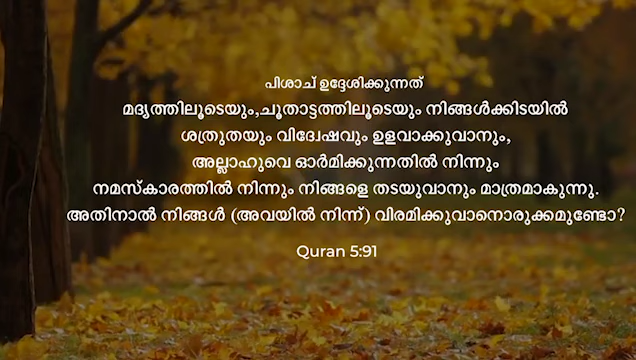 പിശാച് ഉദ്ദേശിക്കുന്നത്
മദ്യത്തിലൂടെയും,ചൂതാട്ടത്തിലൂടെയും നിങ്ങൾക്കിടയിൽ
ശത്രുതയും വിദ്വേഷവും ഉളവാക്കുവാനും,
അല്ലാഹുവെ ഓർമിക്കുന്നതിൽ നിന്നും
നമസ്കാരത്തിൽ നിന്നും നിങ്ങളെ തടയുവാനും മാത്രമാകുന്നു.
അതിനാൽ നിങ്ങൾ (അവയിൽ നിന്ന്) വിരമിക്കുവാനൊരുക്കമുണ്ടോ?
Quran 5:91